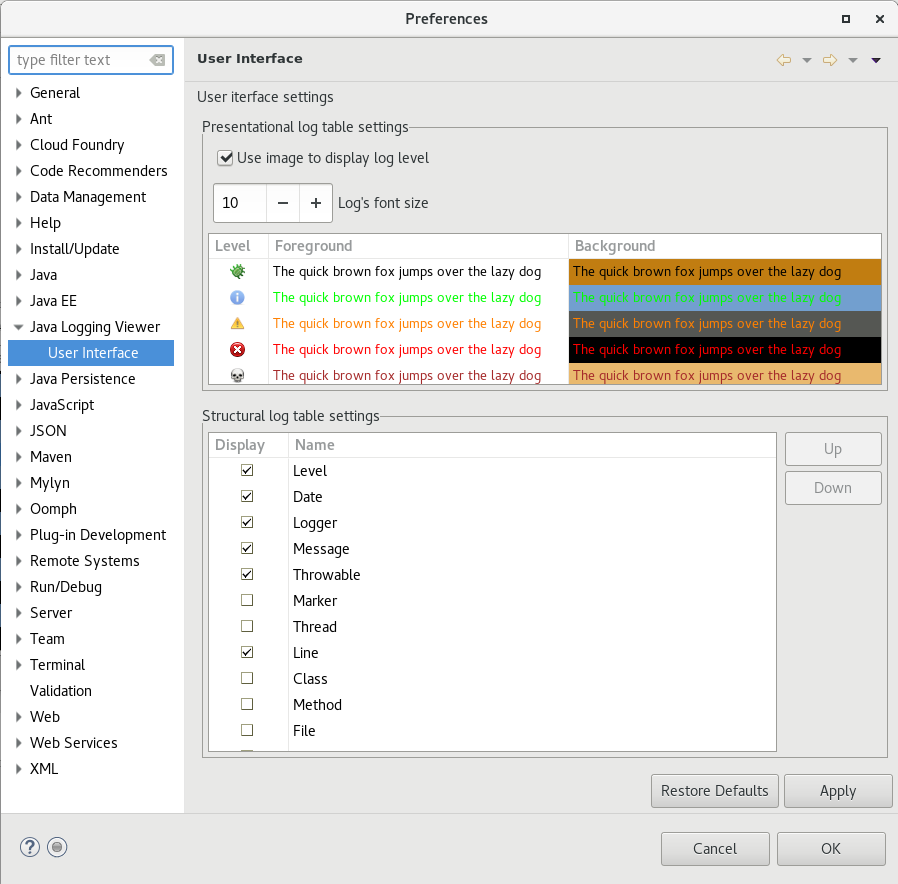 Preferences
type filter text
General
Ant
Cloud Foundry
Code Recommenders
Data Management
Help
Install/Update
Java
Java EE
Java Logging Viewer
User Interface
Java Persistence
JavaScript
JSON
Maven
Mylyn
Oomph
Plug-in Development
Remote Systems
Run/Debug
Server
Team
Terminal
Validation
Web
Web Services
XML
User Interface
User iterface settings
Presentational log table settings
Use image to display log level
10 − + Log's font size
Level Foreground Background
The quick brown fox jumps over the lazy dog The quick brown fox jumps over the lazy dog
The quick brown fox jumps over the lazy dog The quick brown fox jumps over the lazy dog
The quick brown fox jumps over the lazy dog The quick brown fox jumps over the lazy dog
The quick brown fox jumps over the lazy dog The quick brown fox jumps over the lazy dog
The quick brown fox jumps over the lazy dog The quick brown fox jumps over the lazy dog
Structural log table settings
Display Name
Level
Date
Logger
Message
Throwable
Marker
Thread
Line
Class
Method
File
Up
Down
Restore Defaults Apply
Cancel OK